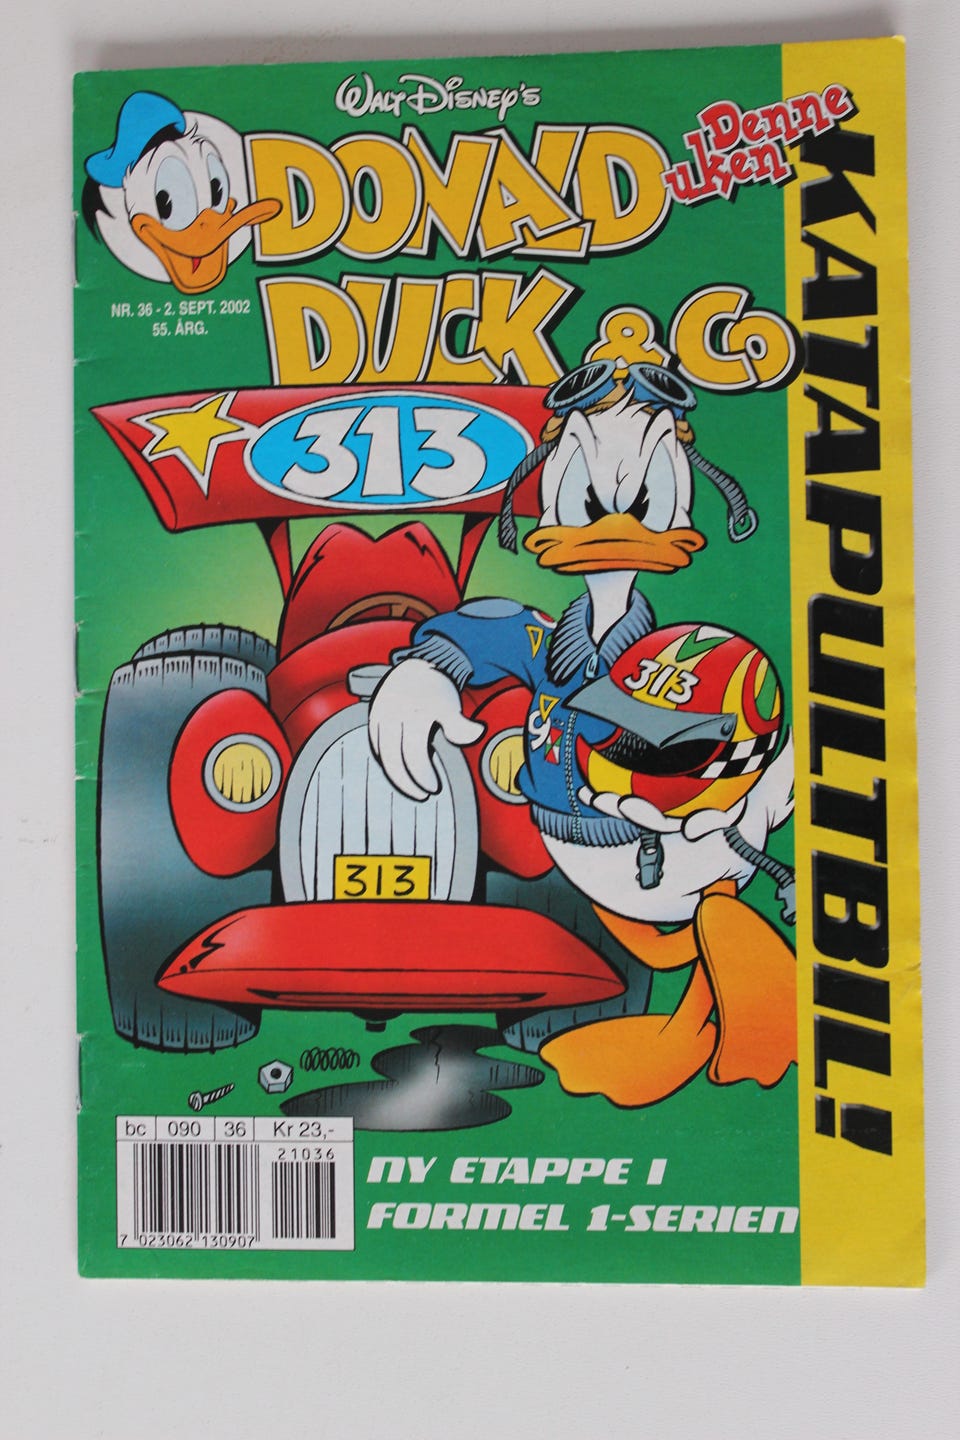 Walt Disney's
DONALD
DUCK & Co
Denne
uken
KATAPULTBIL!
NR. 36 - 2. SEPT. 2002
55. ÅRG.
313
313
9
313
bc 090 36 Kr 23,-
21036
7 023062 130907
NY ETAPPE I
FORMEL 1-SERIEN